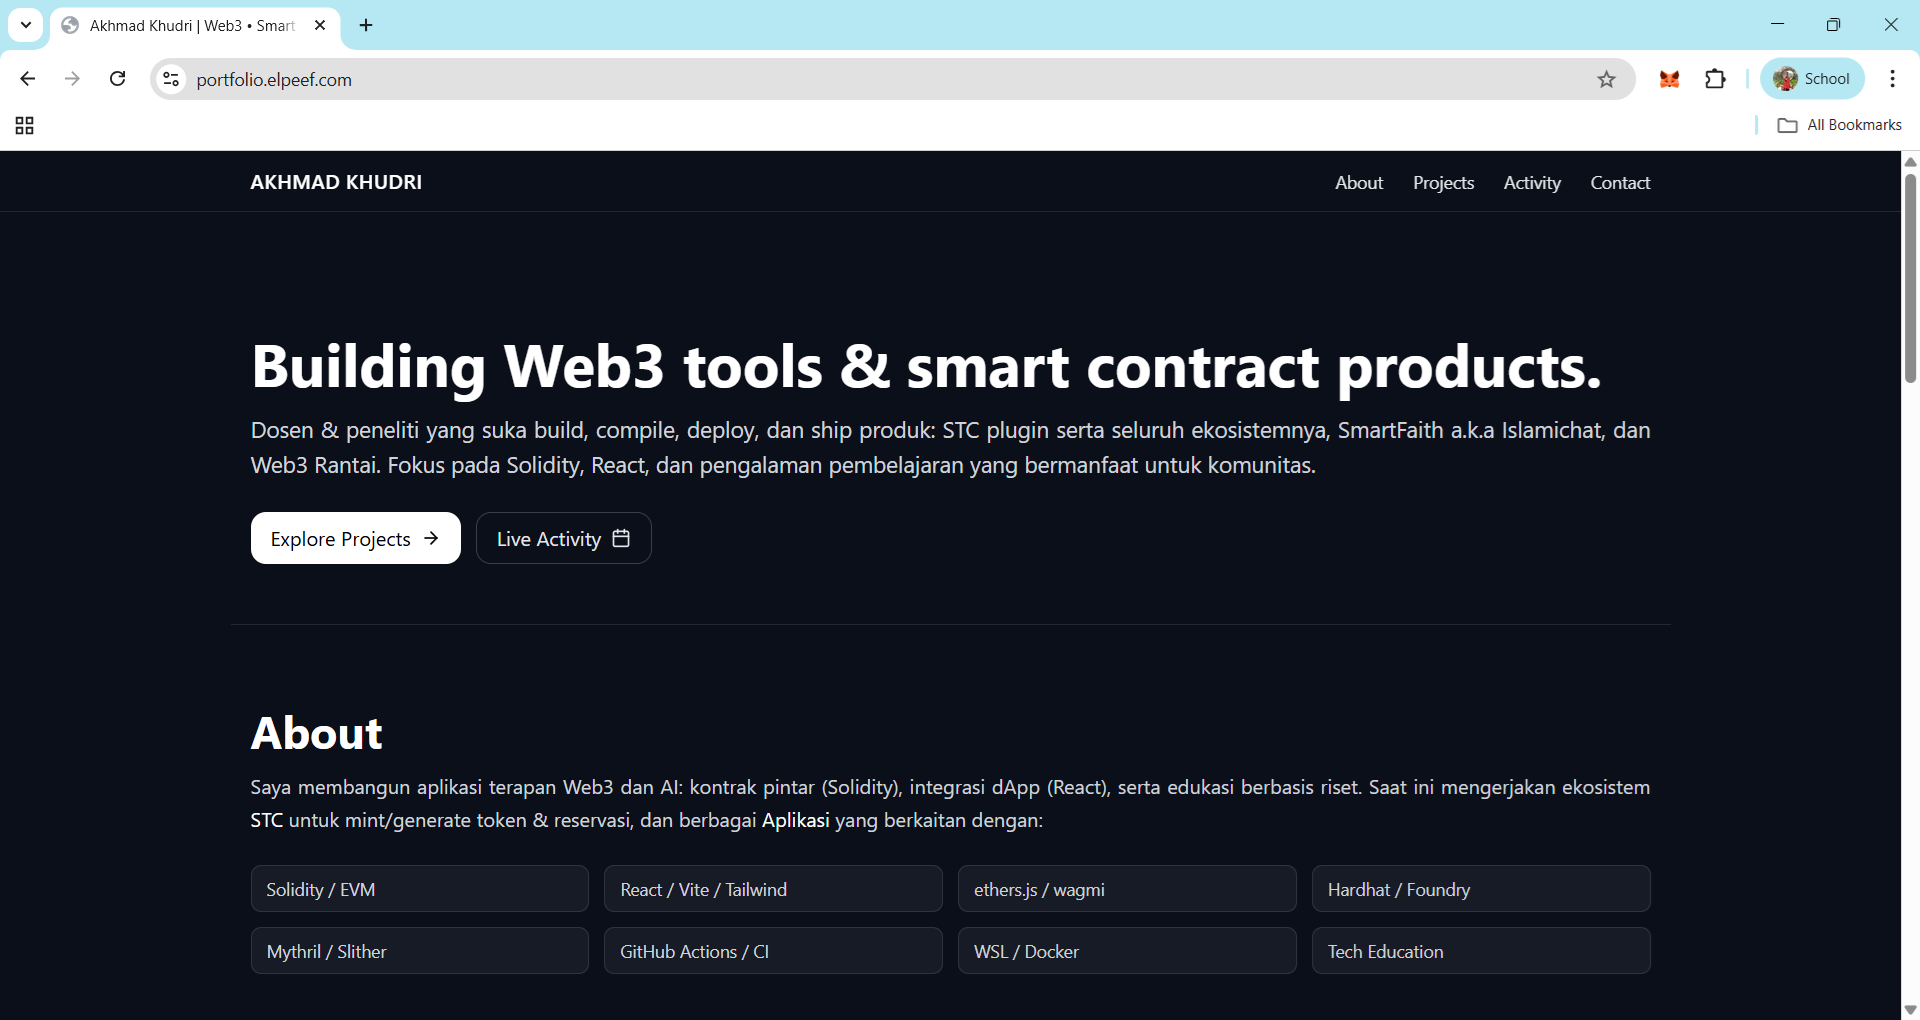 Akhmad Khudri | Web3 • Smart
portfolio.elpeef.com
School
All Bookmarks
AKHMAD KHUDRI
About
Projects
Activity
Contact
Building Web3 tools & smart contract products.
Dosen & peneliti yang suka build, compile, deploy, dan ship produk: STC plugin serta seluruh ekosistemnya, SmartFaith a.k.a Islamichat, dan
Web3 Rantai. Fokus pada Solidity, React, dan pengalaman pembelajaran yang bermanfaat untuk komunitas.
Explore Projects
Live Activity
About
Saya membangun aplikasi terapan Web3 dan AI: kontrak pintar (Solidity), integrasi dApp (React), serta edukasi berbasis riset. Saat ini mengerjakan ekosistem
STC untuk mint/generate token & reservasi, dan berbagai Aplikasi yang berkaitan dengan:
Solidity / EVM
React / Vite / Tailwind
ethers.js / wagmi
Hardhat / Foundry
Mythril / Slither
GitHub Actions / CI
WSL / Docker
Tech Education